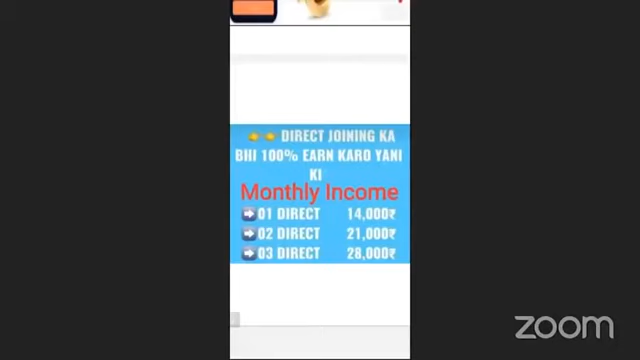 👉👉 DIRECT JOINING KA
BHI 100% EARN KARO YANI
KI
Monthly Income
➡01 DIRECT 14,000₹
➡02 DIRECT 21,000₹
➡03 DIRECT 28,000₹
zoom